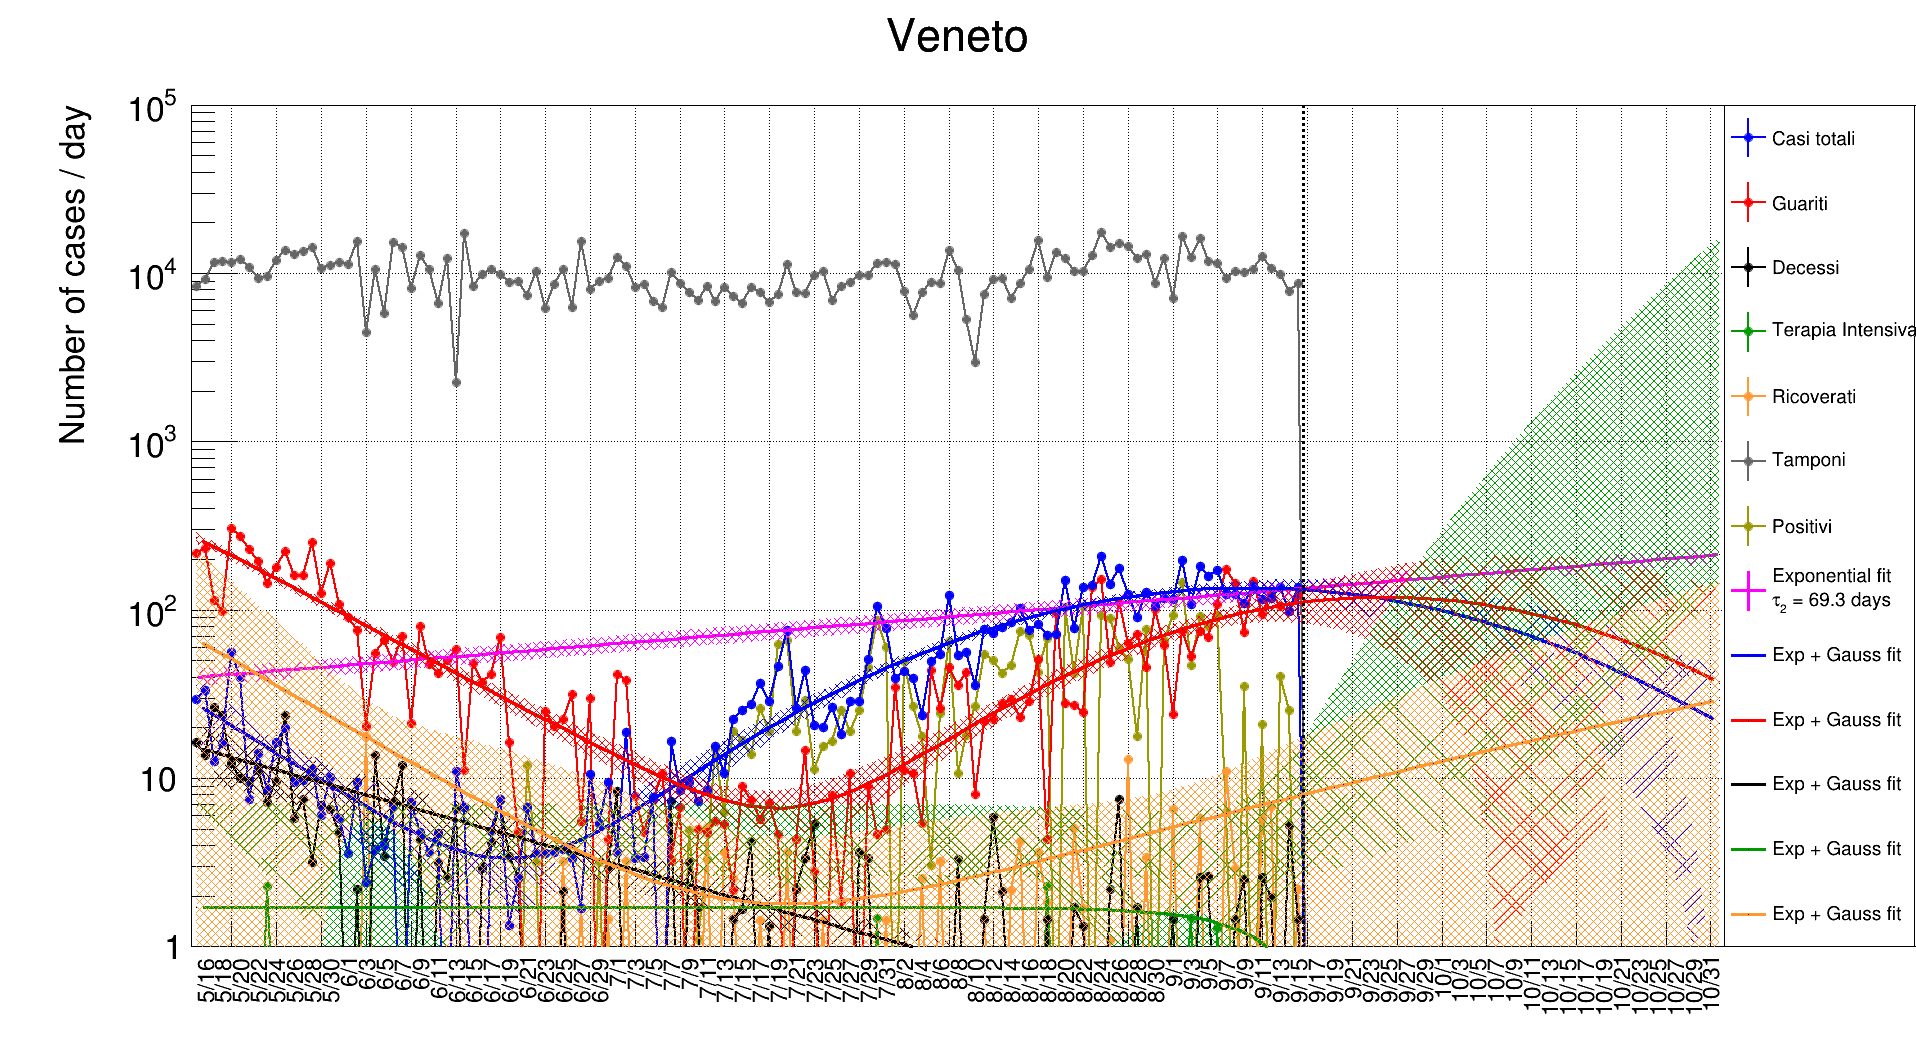 Veneto
Number of cases / day
10^5
10^4
10^3
10^2
10
1
5/16 5/18 5/20 5/22 5/24 5/26 5/28 5/30 6/1 6/3 6/5 6/7 6/9 6/11 6/13 6/15 6/17 6/19 6/21 6/23 6/25 6/27 6/29 7/1 7/3 7/5 7/7 7/9 7/11 7/13 7/15 7/17 7/19 7/21 7/23 7/25 7/27 7/29 7/31 8/2 8/4 8/6 8/8 8/10 8/12 8/14 8/16 8/18 8/20 8/22 8/24 8/26 8/28 8/30 9/1 9/3 9/5 9/7 9/9 9/11 9/13 9/15 9/17 9/19 9/21 9/23 9/25 9/27 9/29 10/1 10/3 10/5 10/7 10/9 10/11 10/13 10/15 10/17 10/19 10/21 10/23 10/25 10/27 10/29 10/31
Casi totali
Guariti
Decessi
Terapia Intensiva
Ricoverati
Tamponi
Positivi
Exponential fit
τ₂ = 69.3 days
Exp + Gauss fit
Exp + Gauss fit
Exp + Gauss fit
Exp + Gauss fit
Exp + Gauss fit